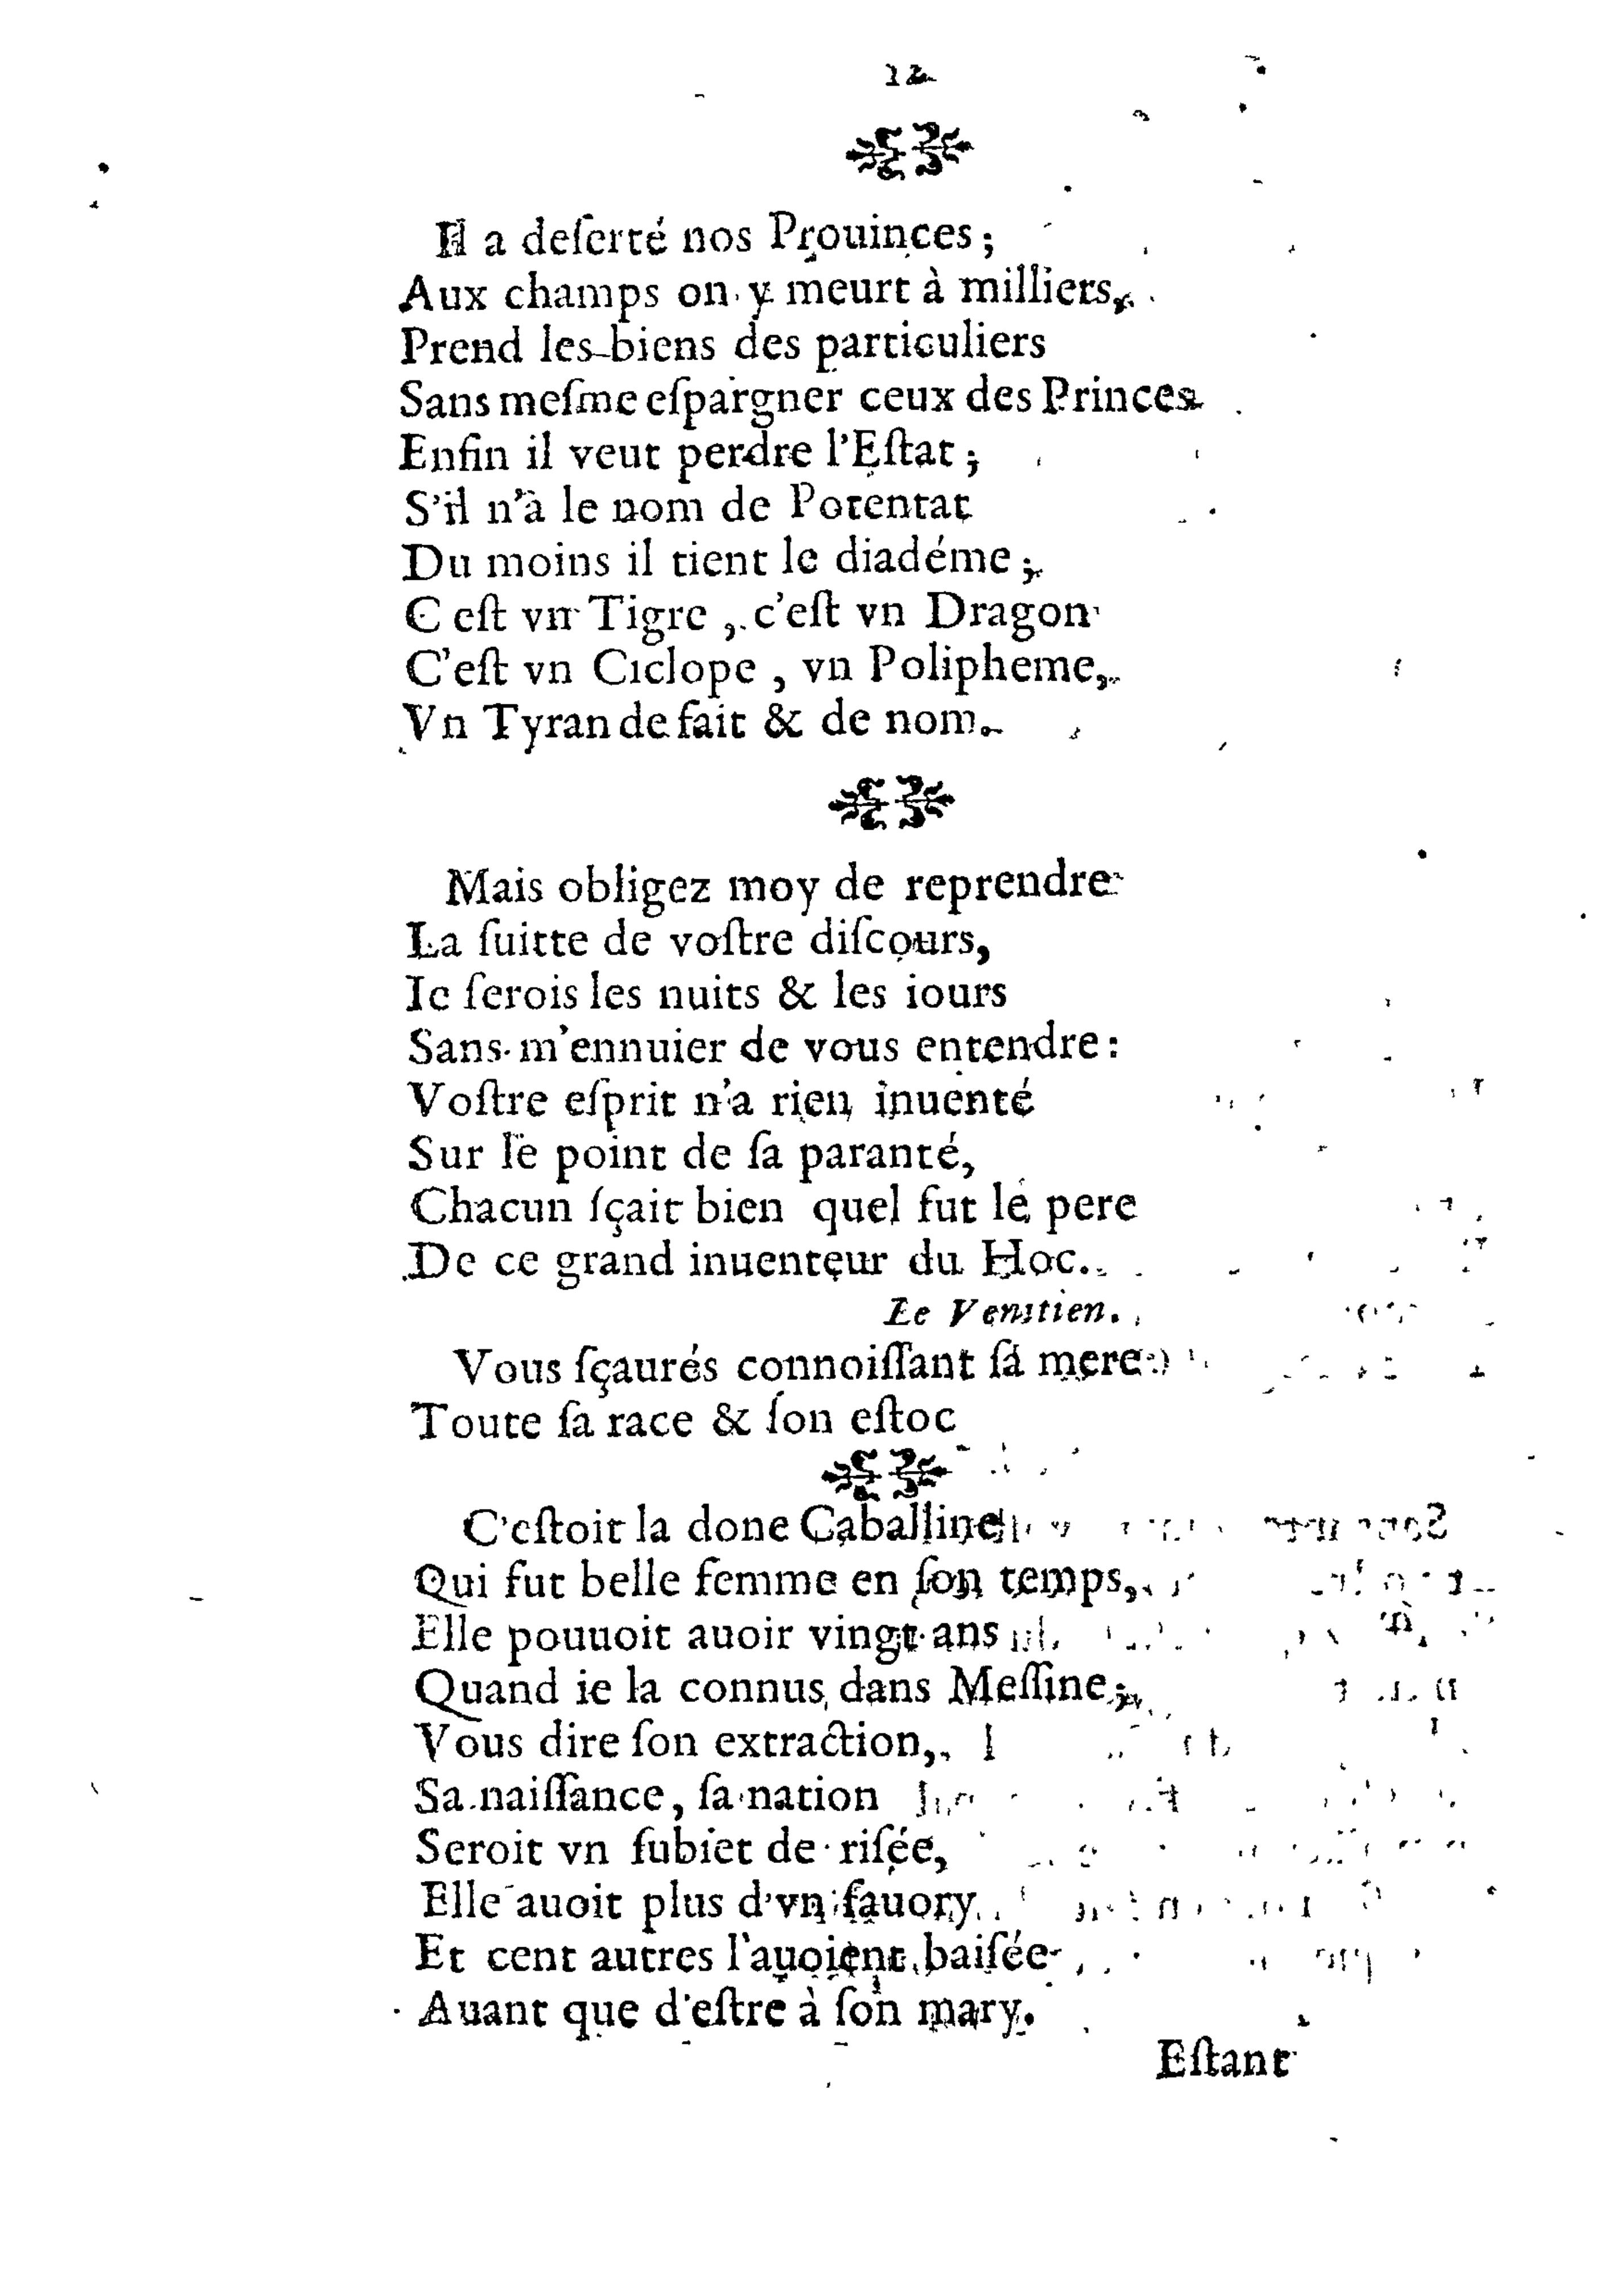 12
Il a deſerté nos Prouinces;
Aux champs on y meurt à milliers,
Prend les biens des particuliers
Sans meſme eſpargner ceux des Princes
Enfin il veut perdre l'Eſtat;
S'il n'à le nom de Potentat
Du moins il tient le diadéme;
C eſt vn Tigre, c'eſt vn Dragon
C'eſt vn Ciclope, vn Polipheme,
Vn Tyran de fait & de nom.
Mais obligez moy de reprendre
La ſuitte de voſtre diſcours,
Ie ſerois les nuits & les iours
Sans m'ennuier de vous entendre:
Voſtre eſprit n'a rien inuenté
Sur le point de ſa paranté,
Chacun ſçait bien quel fut le pere
De ce grand inuenteur du Hoc.
Le Venitien.
Vous ſçaurés connoiſſant ſa mere
Toute ſa race & ſon eſtoc
C'eſtoit la done Caballine
Qui fut belle femme en ſon temps,
Elle pouuoit auoir vingt ans
Quand ie la connus dans Meſſine;
Vous dire ſon extraction,
Sa naiſſance, ſa nation
Seroit vn ſubiet de riſée,
Elle auoit plus d'vn fauory
Et cent autres l'auoient baiſée
Auant que d'eſtre à ſon mary.
Eſtant